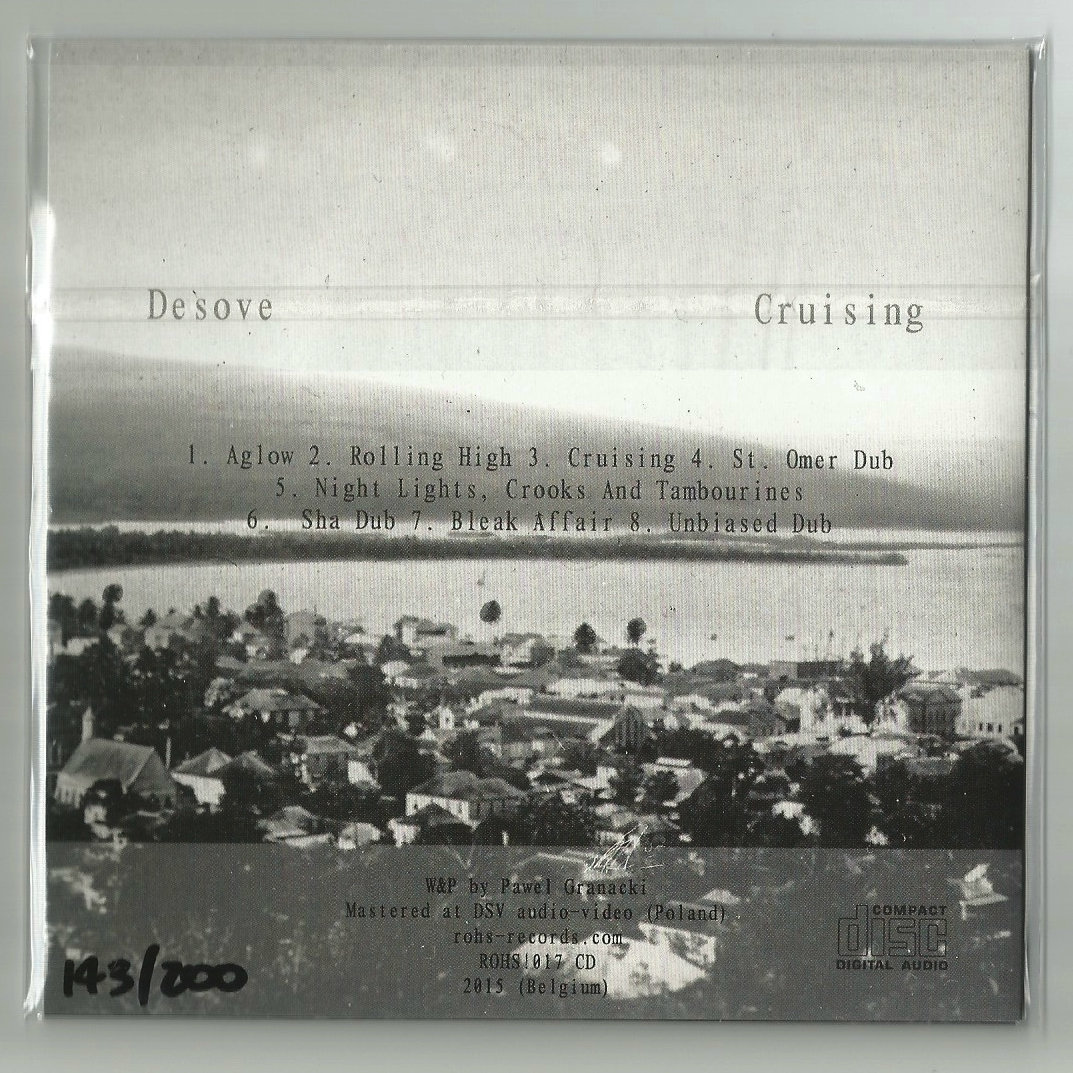 De sove Cruising
1. Aglow 2. Rolling High 3. Cruising 4. St. Omer Dub
5. Night Lights, Crooks And Tambourines
6. Sha Dub 7. Bleak Affair 8. Unbiased Dub
W&P by Pawel Granacki
Mastered at DSV audio-video (Poland)
rohs-records.com
ROHS!017 CD
2015 (Belgium)
COMPACT
disc
DIGITAL AUDIO
143/200